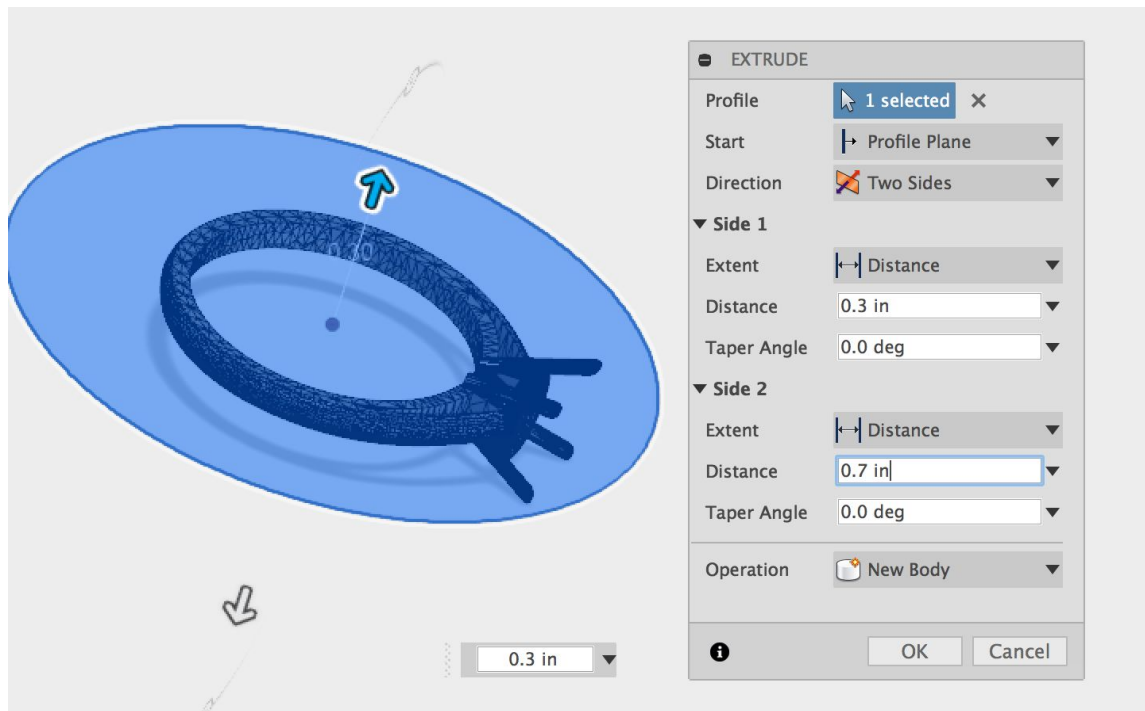 EXTRUDE
Profile 1 selected
Start Profile Plane
Direction Two Sides
Side 1
Extent Distance
Distance 0.3 in
Taper Angle 0.0 deg
Side 2
Extent Distance
Distance 0.7 in
Taper Angle 0.0 deg
Operation New Body
OK Cancel
0.30
0.3 in